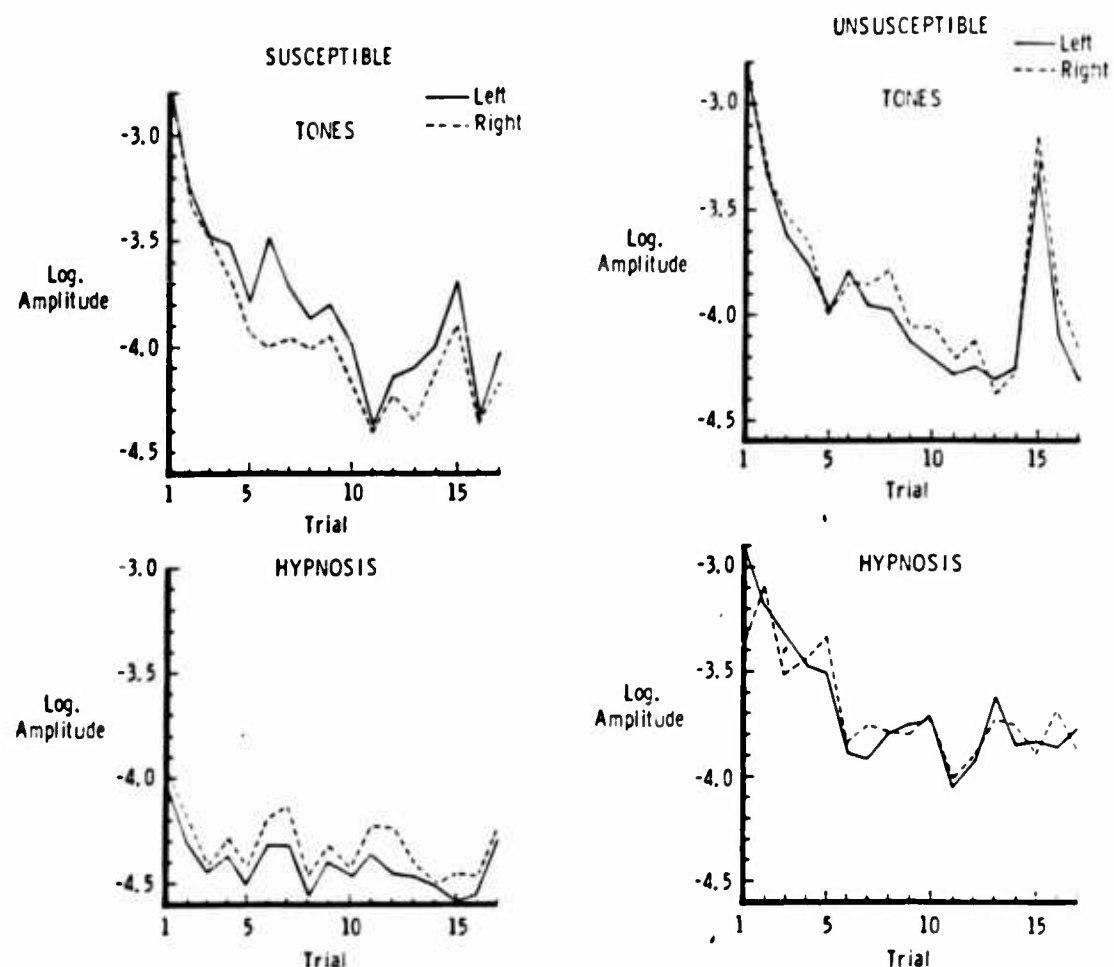 SUSCEPTIBLE
Left
Right
TONES
-3.0
-3.5
Log.
Amplitude
-4.0
-4.5
1 5 10 15
Trial
UNSUSCEPTIBLE
Left
Right
TONES
-3.0
-3.5
Log.
Amplitude
-4.0
-4.5
1 5 10 15
Trial
HYPNOSIS
-3.0
-3.5
Log.
Amplitude
-4.0
-4.5
1 5 10 15
Trial
HYPNOSIS
-3.0
-3.5
Log.
Amplitude
-4.0
-4.5
1 5 10 15
Trial